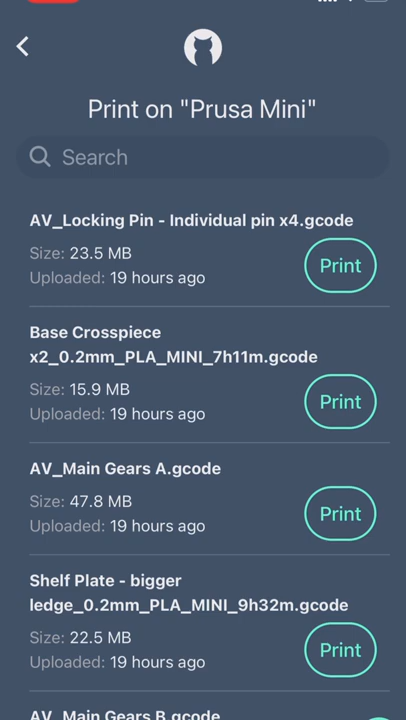 Print on "Prusa Mini"
Search
AV_Locking Pin - Individual pin x4.gcode
Size: 23.5 MB
Uploaded: 19 hours ago
Print
Base Crosspiece
x2_0.2mm_PLA_MINI_7h11m.gcode
Size: 15.9 MB
Uploaded: 19 hours ago
Print
AV_Main Gears A.gcode
Size: 47.8 MB
Uploaded: 19 hours ago
Print
Shelf Plate - bigger
ledge_0.2mm_PLA_MINI_9h32m.gcode
Size: 22.5 MB
Uploaded: 19 hours ago
Print
AV_Main Gears B.gcode